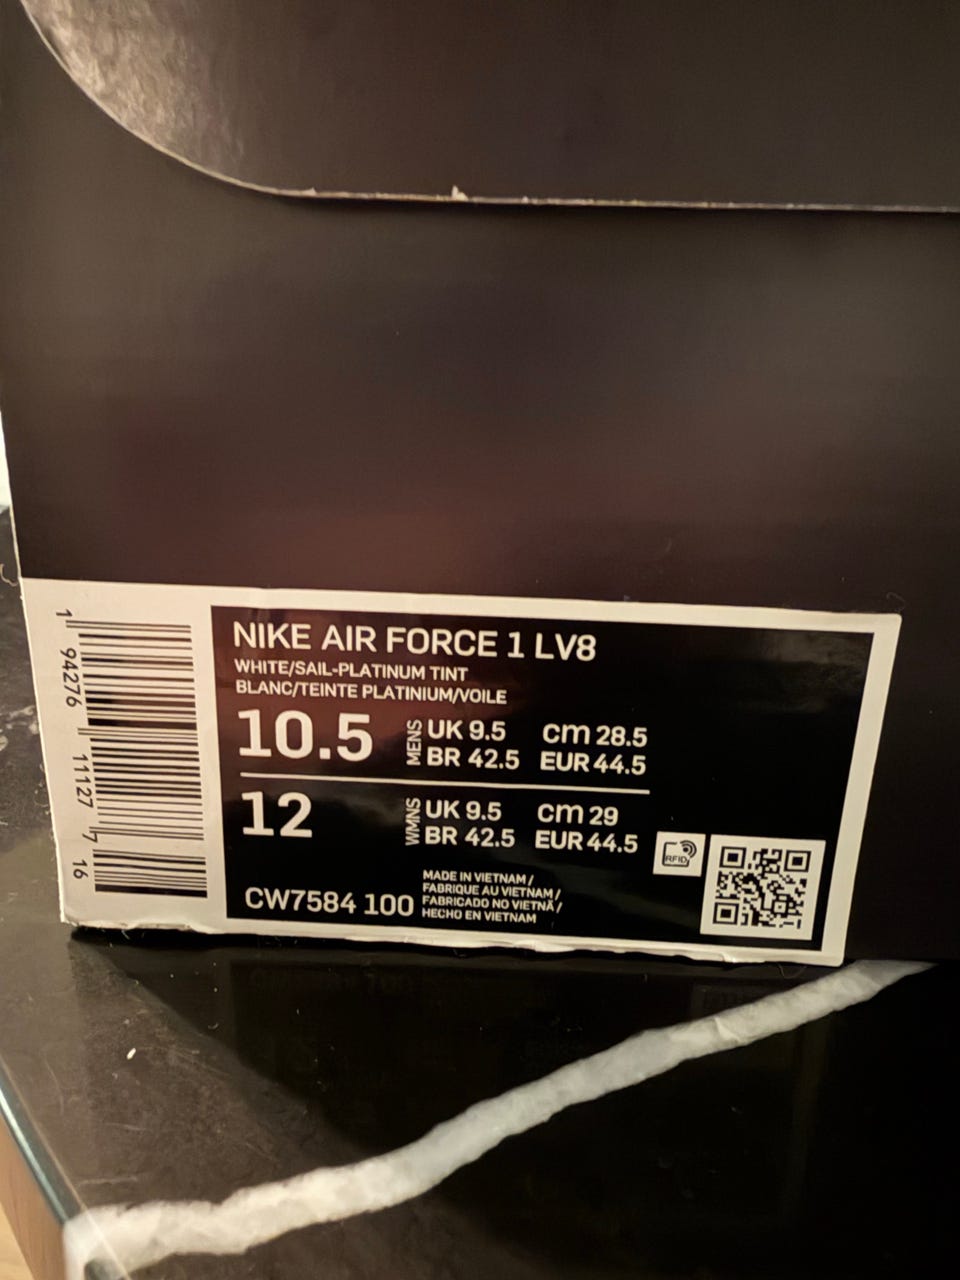 1 94276 11127 7 16
NIKE AIR FORCE 1 LV8
WHITE/SAIL-PLATINUM TINT
BLANC/TEINTE PLATINIUM/VOILE
10.5 MENS UK 9.5 cm 28.5
BR 42.5 EUR 44.5
12 WMNS UK 9.5 cm 29
BR 42.5 EUR 44.5
RFID
CW7584 100
MADE IN VIETNAM /
FABRIQUE AU VIETNAM /
FABRICADO NO VIETNÃ /
HECHO EN VIETNAM